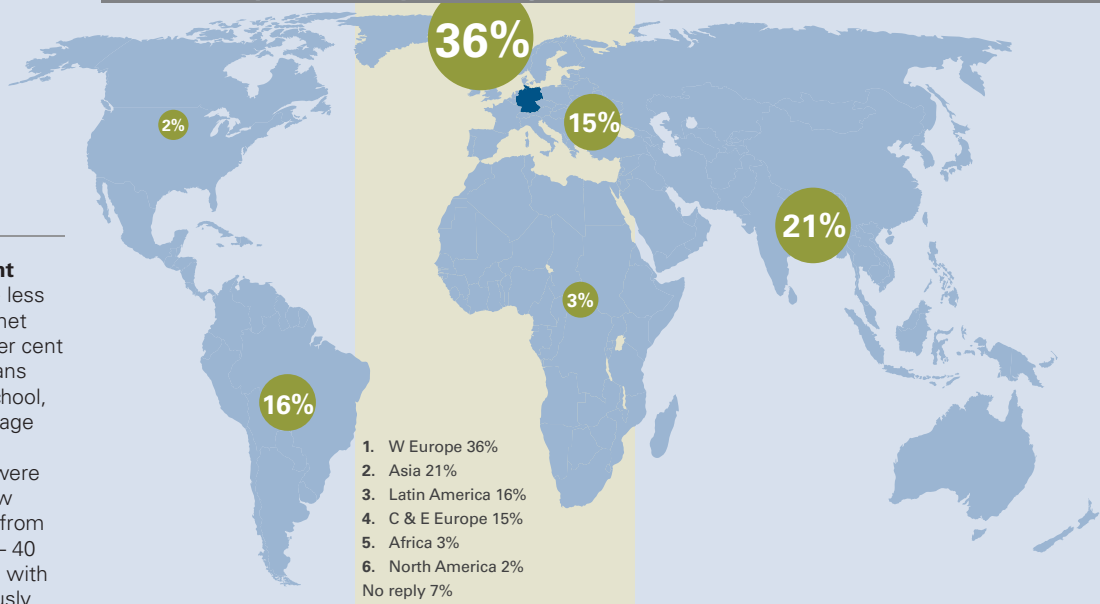 36%
2%
15%
21%
3%
16%
less
net
er cent
ans
chool,
age
were
from
– 40
with
1. W Europe 36%
2. Asia 21%
3. Latin America 16%
4. C & E Europe 15%
5. Africa 3%
6. North America 2%
No reply 7%